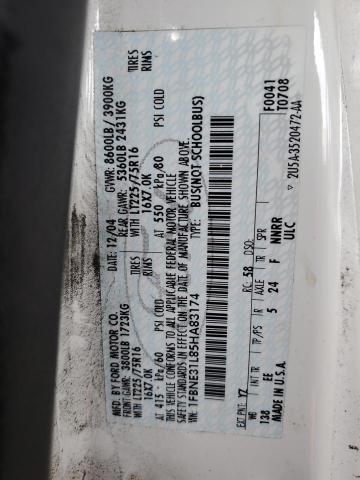 MFD. BY FORD MOTOR CO.
DATE: 12/04 GVWR: 8600LB/ 3900KG
FRONT GAWR: 3800LB 1723KG REAR GAWR: 5360LB 2431KG
WITH LT225/75R16 TIRES WITH LT225/75R16 TIRES
16X7.0K RIMS 16X7.0K RIMS
AT 415 kPa/60 PSI COLD AT 550 kPa/80 PSI COLD
THIS VEHICLE CONFORMS TO ALL APPLICABLE FEDERAL MOTOR VEHICLE
SAFETY STANDARDS IN EFFECT ON THE DATE OF MANUFACTURE SHOWN ABOVE.
VIN: 1FBNE31L85HA83174
TYPE: BUS(NOT SCHOOLBUS)
F0041
T0708
EXT PNT: YZ RC: 58 DSO:
WB INT TR TP/PS R AXLE TR SPR
138 EE 5 24 F NNRR
MADE IN U.S.A. ULC
2U5A-3520472-AA